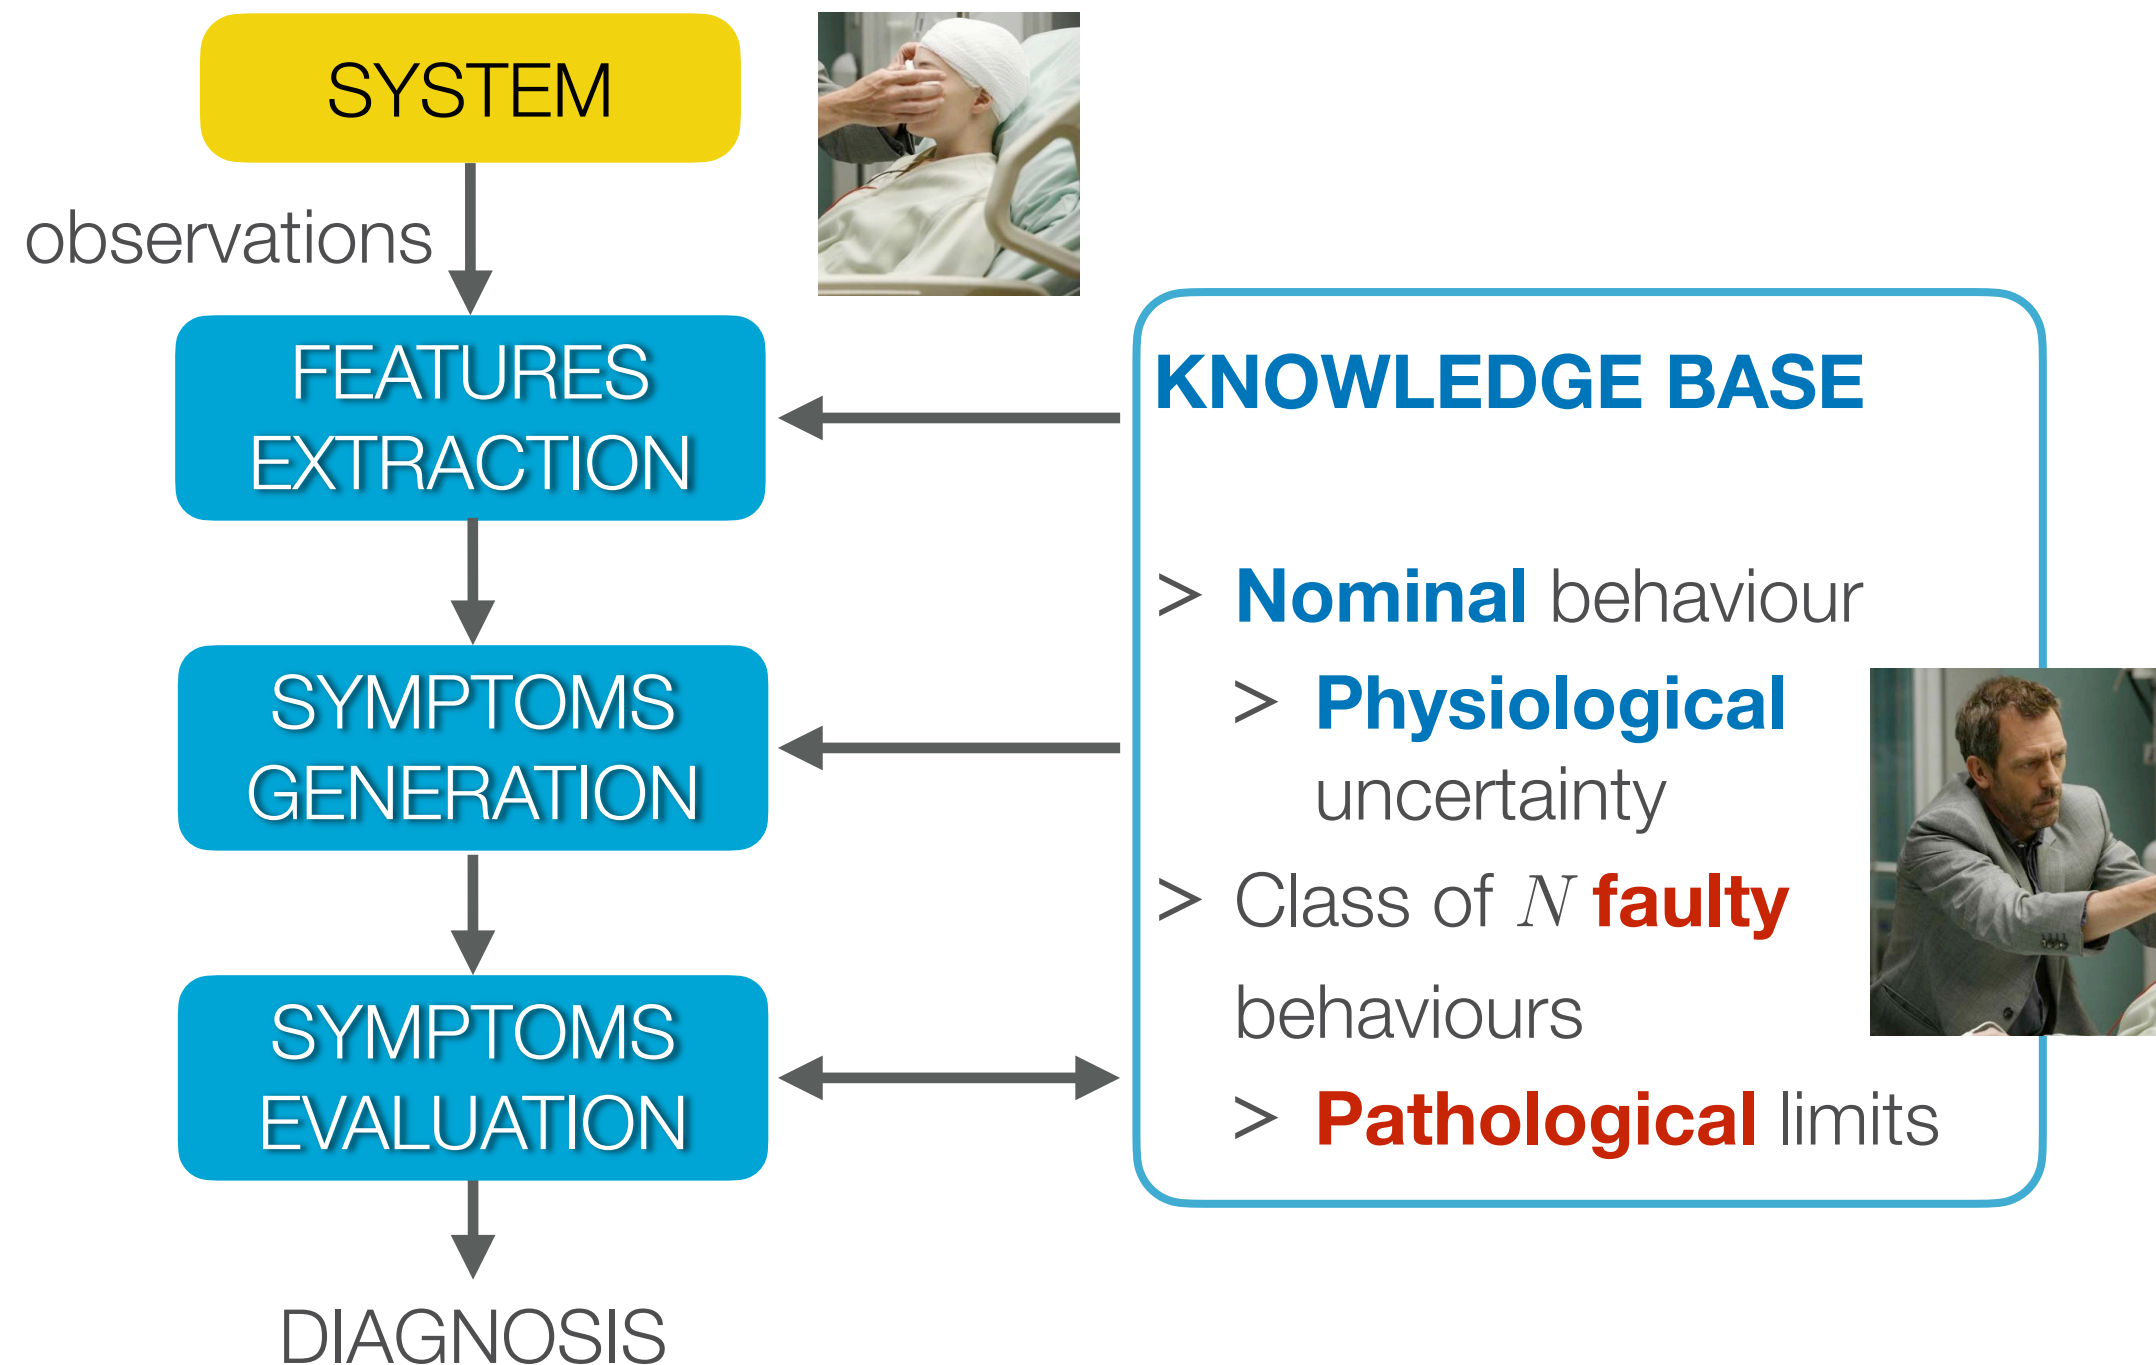 SYSTEM
observations
FEATURES
EXTRACTION
SYMPTOMS
GENERATION
SYMPTOMS
EVALUATION
DIAGNOSIS
KNOWLEDGE BASE
> Nominal behaviour
> Physiological
uncertainty
> Class of N faulty
behaviours
> Pathological limits